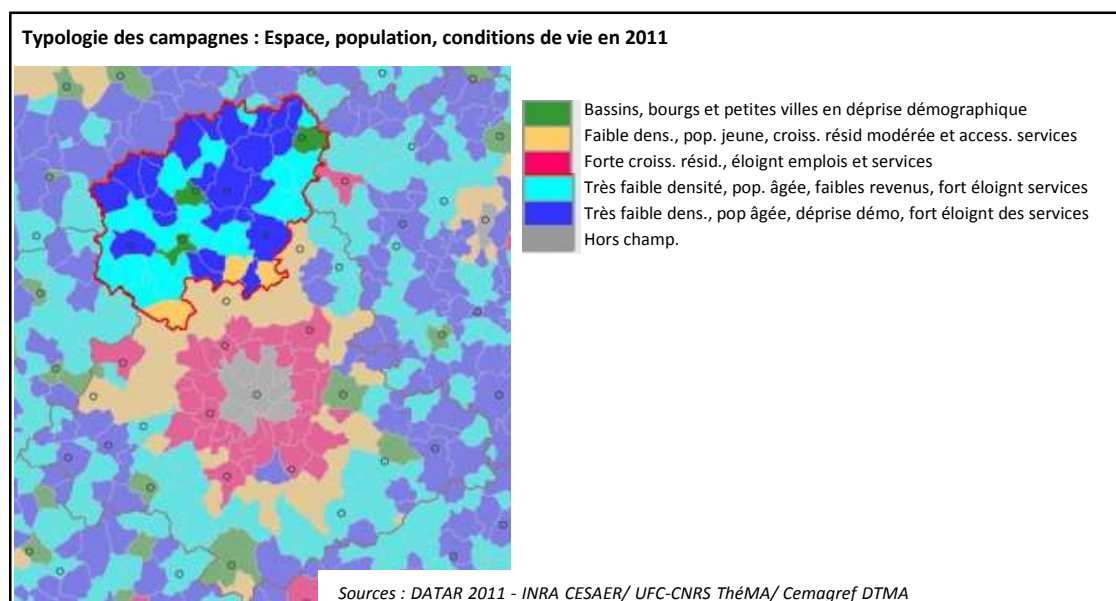 Typologie des campagnes : Espace, population, conditions de vie en 2011
Bassins, bourgs et petites villes en déprise démographique
Faible dens., pop. jeune, croiss. résid modérée et access. services
Forte croiss. résid., éloignt emplois et services
Très faible densité, pop. âgée, faibles revenus, fort éloignt services
Très faible dens., pop âgée, déprise démo, fort éloignt des services
Hors champ.
Sources : DATAR 2011 - INRA CESAER/ UFC-CNRS ThéMA/ Cemagref DTMA